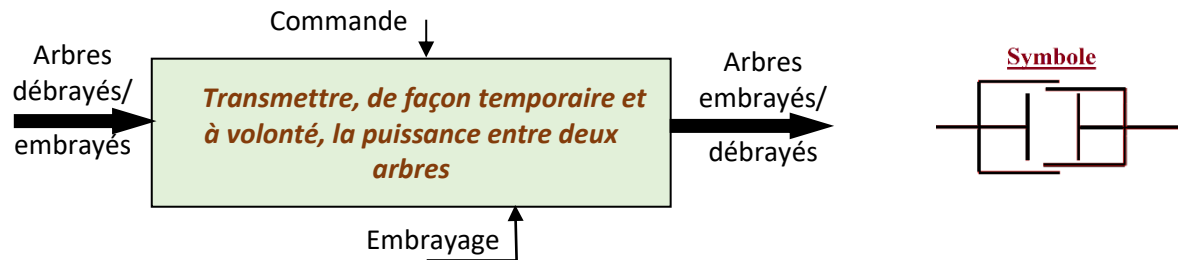 Commande
Arbres
débrayés/
embrayés
Transmettre, de façon temporaire et
à volonté, la puissance entre deux
arbres
Arbres
embrayés/
débrayés
Embrayage
Symbole